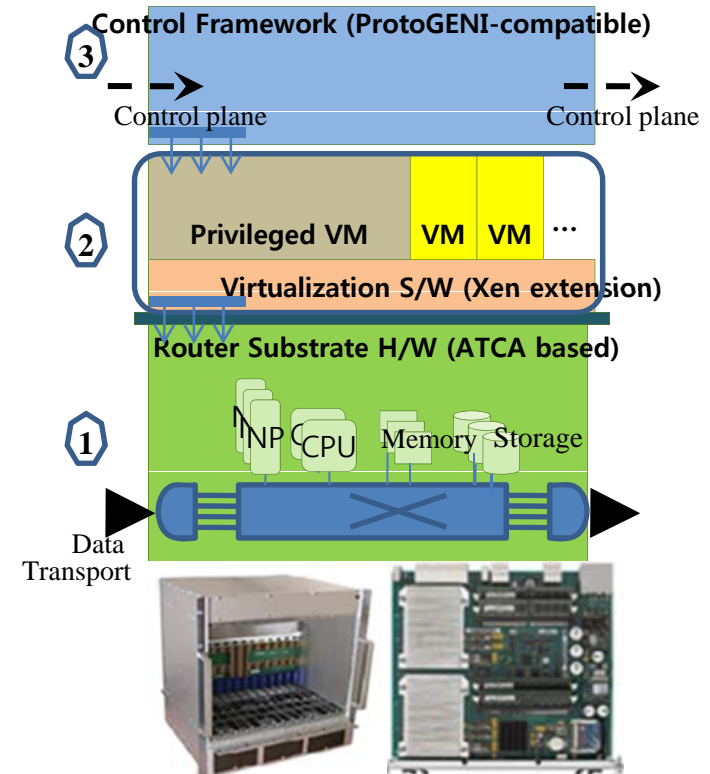 Control Framework (ProtoGENI-compatible)
3
Control plane
Control plane
2
Privileged VM
VM
VM
...
Virtualization S/W (Xen extension)
Router Substrate H/W (ATCA based)
1
NP
CPU
Memory
Storage
Data
Transport